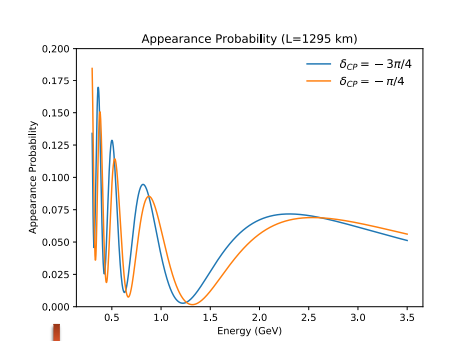 Appearance Probability (L=1295 km)
δCP = −3π/4
δCP = −π/4
Appearance Probability
0.200
0.175
0.150
0.125
0.100
0.075
0.050
0.025
0.000
0.5 1.0 1.5 2.0 2.5 3.0 3.5
Energy (GeV)